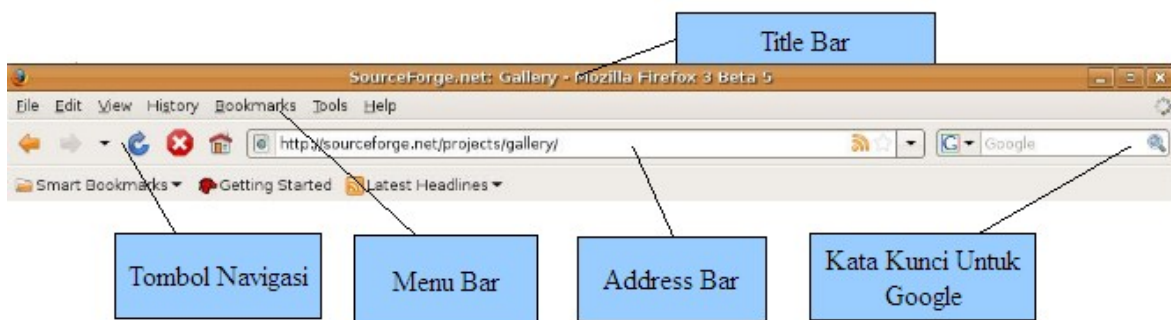 Title Bar
SourceForge.net: Gallery - Mozilla Firefox 3 Beta 5
File Edit View History Bookmarks Tools Help
http://sourceforge.net/projects/gallery/ G Google
Smart Bookmarks Getting Started Latest Headlines
Tombol Navigasi
Menu Bar
Address Bar
Kata Kunci Untuk
Google